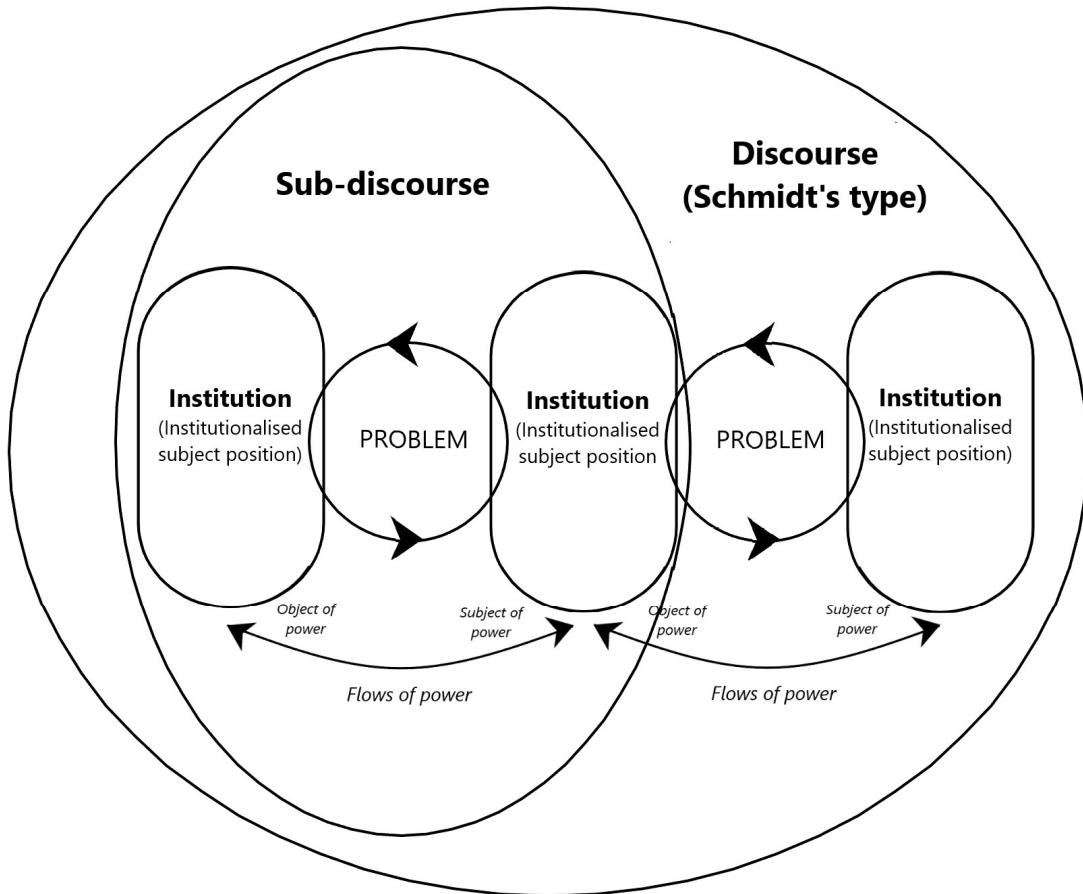 Sub-discourse
Discourse
(Schmidt's type)
Institution
(Institutionalised
subject position)
PROBLEM
Institution
(Institutionalised
subject position
PROBLEM
Institution
(Institutionalised
subject position)
Object of
power
Subject of
power
Object of
power
Subject of
power
Flows of power
Flows of power